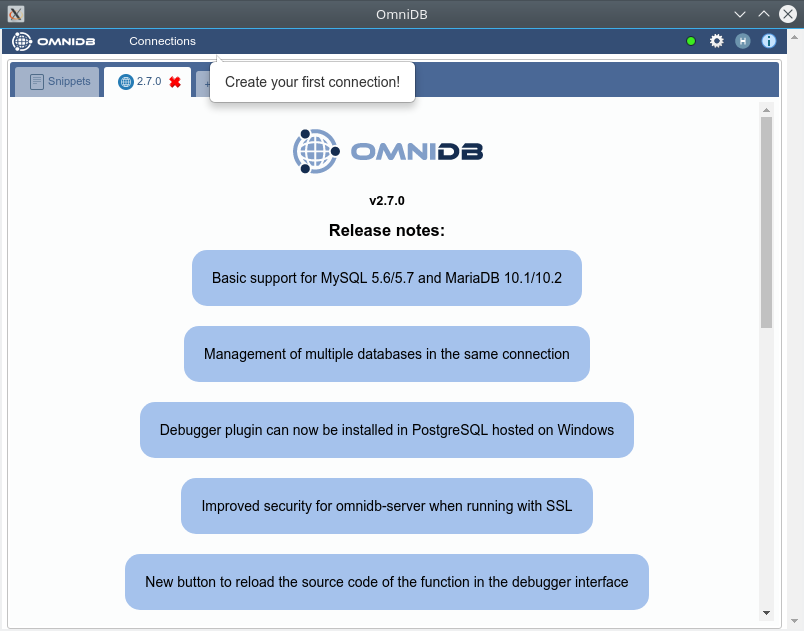 OmniDB
OMNIDB Connections H i
Snippets 2.7.0 +
Create your first connection!
OMNIDB
v2.7.0
Release notes:
Basic support for MySQL 5.6/5.7 and MariaDB 10.1/10.2
Management of multiple databases in the same connection
Debugger plugin can now be installed in PostgreSQL hosted on Windows
Improved security for omnidb-server when running with SSL
New button to reload the source code of the function in the debugger interface